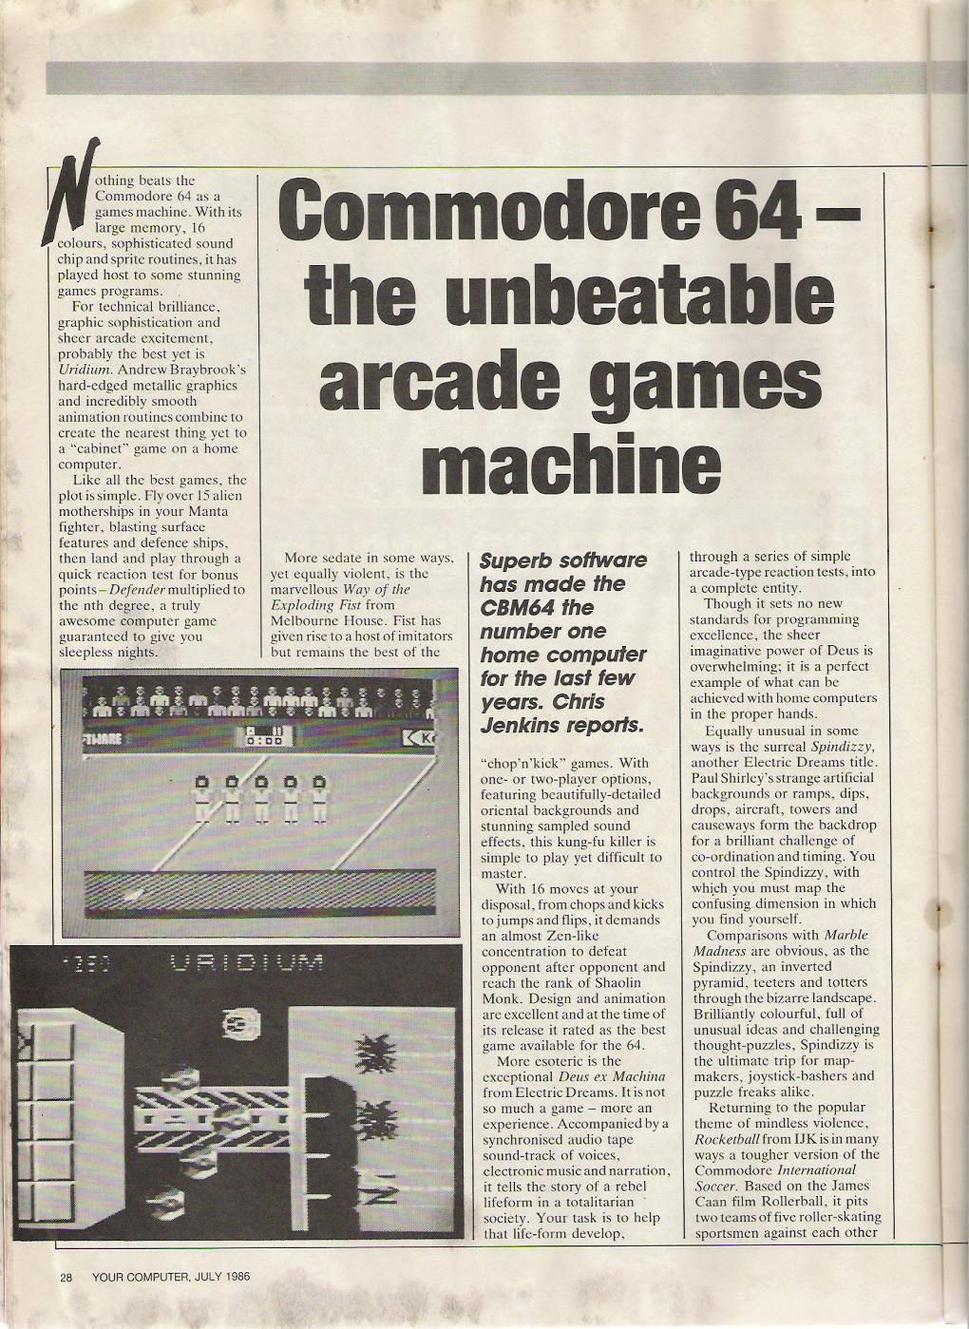 Nothing beats the
Commodore 64 as a
games machine. With its
large memory, 16
colours, sophisticated sound
chip and sprite routines, it has
played host to some stunning
games programs.
For technical brilliance,
graphic sophistication and
sheer arcade excitement,
probably the best yet is
Uridium. Andrew Braybrook's
hard-edged metallic graphics
and incredibly smooth
animation routines combine to
create the nearest thing yet to
a “cabinet” game on a home
computer.
Like all the best games, the
plot is simple. Fly over 15 alien
motherships in your Manta
fighter, blasting surface
features and defence ships,
then land and play through a
quick reaction test for bonus
points – Defender multiplied to
the nth degree, a truly
awesome computer game
guaranteed to give you
sleepless nights.
Commodore 64 –
the unbeatable
arcade games
machine
More sedate in some ways,
yet equally violent, is the
marvellous Way of the
Exploding Fist from
Melbourne House. Fist has
given rise to a host of imitators
but remains the best of the
Superb software
has made the
CBM64 the
number one
home computer
for the last few
years. Chris
Jenkins reports.
“chop'n'kick” games. With
one- or two-player options,
featuring beautifully-detailed
oriental backgrounds and
stunning sampled sound
effects, this kung-fu killer is
simple to play yet difficult to
master.
With 16 moves at your
disposal, from chops and kicks
to jumps and flips, it demands
an almost Zen-like
concentration to defeat
opponent after opponent and
reach the rank of Shaolin
Monk. Design and animation
are excellent and at the time of
its release it rated as the best
game available for the 64.
More esoteric is the
exceptional Deus ex Machina
from Electric Dreams. It is not
so much a game – more an
experience. Accompanied by a
synchronised audio tape
sound-track of voices,
electronic music and narration,
it tells the story of a rebel
lifeform in a totalitarian
society. Your task is to help
that life-form develop,
through a series of simple
arcade-type reaction tests, into
a complete entity.
Though it sets no new
standards for programming
excellence, the sheer
imaginative power of Deus is
overwhelming; it is a perfect
example of what can be
achieved with home computers
in the proper hands.
Equally unusual in some
ways is the surreal Spindizzy,
another Electric Dreams title.
Paul Shirley's strange artificial
backgrounds or ramps, dips,
drops, aircraft, towers and
causeways form the backdrop
for a brilliant challenge of
co-ordination and timing. You
control the Spindizzy, with
which you must map the
confusing dimension in which
you find yourself.
Comparisons with Marble
Madness are obvious, as the
Spindizzy, an inverted
pyramid, teeters and totters
through the bizarre landscape.
Brilliantly colourful, full of
unusual ideas and challenging
thought-puzzles, Spindizzy is
the ultimate trip for map-
makers, joystick-bashers and
puzzle freaks alike.
Returning to the popular
theme of mindless violence,
Rocketball from IJK is in many
ways a tougher version of the
Commodore International
Soccer. Based on the James
Caan film Rollerball, it pits
two teams of five roller-skating
sportsmen against each other
TWARE
0:00
URIDIUM
28 YOUR COMPUTER, JULY 1986